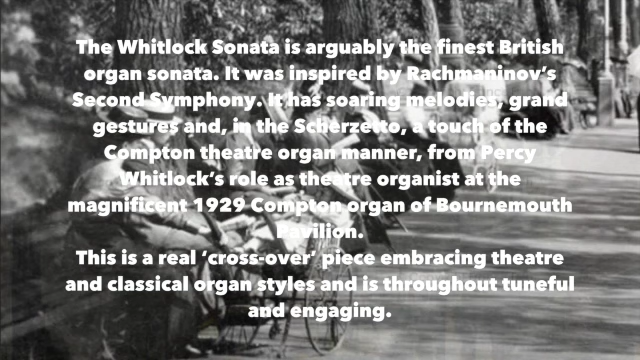 The Whitlock Sonata is arguably the finest British
organ sonata. It was inspired by Rachmaninov’s
Second Symphony. It has soaring melodies, grand
gestures and, in the Scherzetto, a touch of the
Compton theatre organ manner, from Percy
Whitlock’s role as theatre organist at the
magnificent 1929 Compton organ of Bournemouth
Pavilion.
This is a real ‘cross-over’ piece embracing theatre
and classical organ styles and is throughout tuneful
and engaging.